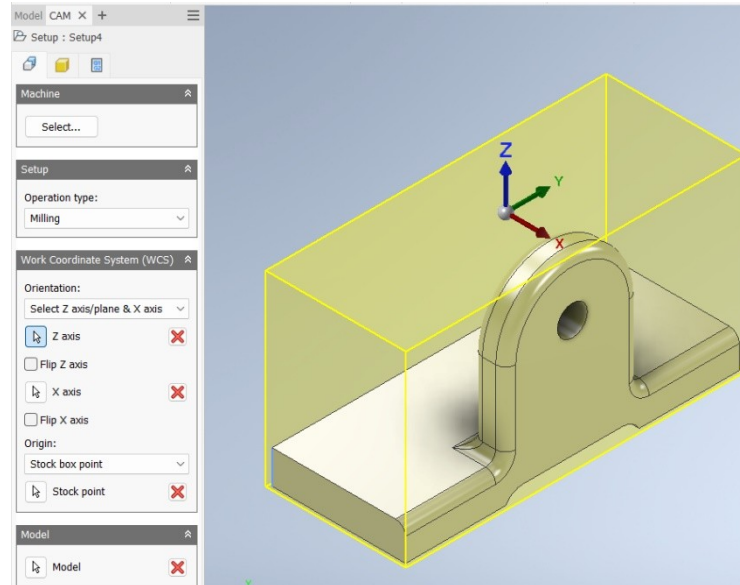 Model CAM × +
Setup : Setup4
Machine
Select...
Setup
Operation type:
Milling
Work Coordinate System (WCS)
Orientation:
Select Z axis/plane & X axis
Z axis
Flip Z axis
X axis
Flip X axis
Origin:
Stock box point
Stock point
Model
Model
Z
Y
X
Y